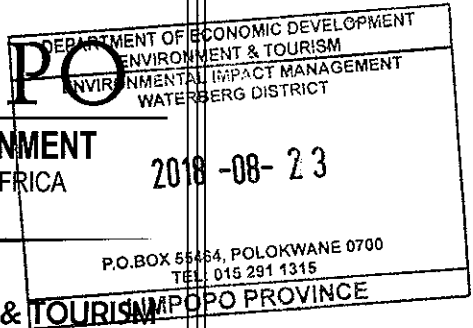 PO
DEPARTMENT OF ECONOMIC DEVELOPMENT
ENVIRONMENT & TOURISM
ENVIRONMENTAL IMPACT MANAGEMENT
WATERBERG DISTRICT
NMENT
FRICA
2018 -08- 23
P.O.BOX 55464, POLOKWANE 0700
TEL: 015 291 1315
LIMPOPO PROVINCE
& TOURISM